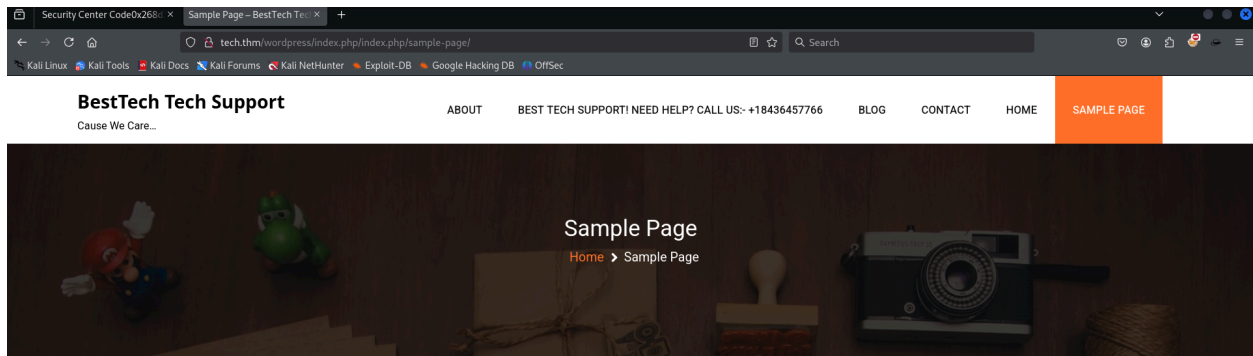 Security Center Code0x268d
Sample Page – BestTech Tec
tech.thm/wordpress/index.php/index.php/sample-page/
Search
Kali Linux Kali Tools Kali Docs Kali Forums Kali NetHunter Exploit-DB Google Hacking DB OffSec
BestTech Tech Support
Cause We Care...
ABOUT BEST TECH SUPPORT! NEED HELP? CALL US:- +18436457766 BLOG CONTACT HOME SAMPLE PAGE
Sample Page
Home > Sample Page